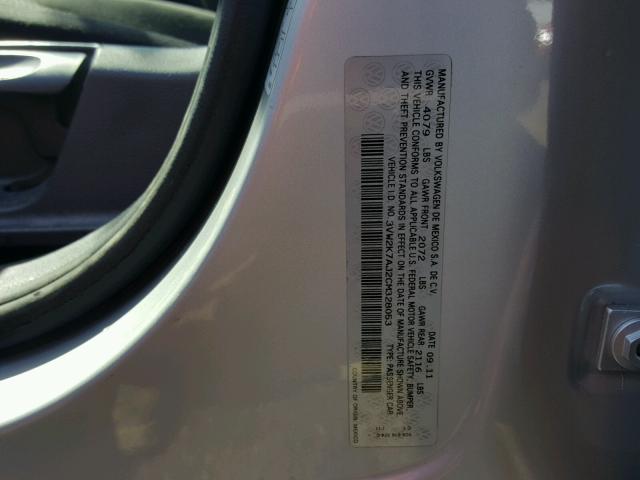 MANUFACTURED BY VOLKSWAGEN DE MEXICO S.A. DE C.V. DATE 09.11
GVWR 4079 LBS GAWR FRONT 2072 LBS GAWR REAR 2116 LBS
THIS VEHICLE CONFORMS TO ALL APPLICABLE U.S. FEDERAL MOTOR VEHICLE SAFETY, BUMPER,
AND THEFT PREVENTION STANDARDS IN EFFECT ON THE DATE OF MANUFACTURE SHOWN ABOVE.
VEHICLE I.D. NO. 3VW2K7AJ2CM328053 TYPE: PASSENGER CAR
COUNTRY OF ORIGIN: MEXICO